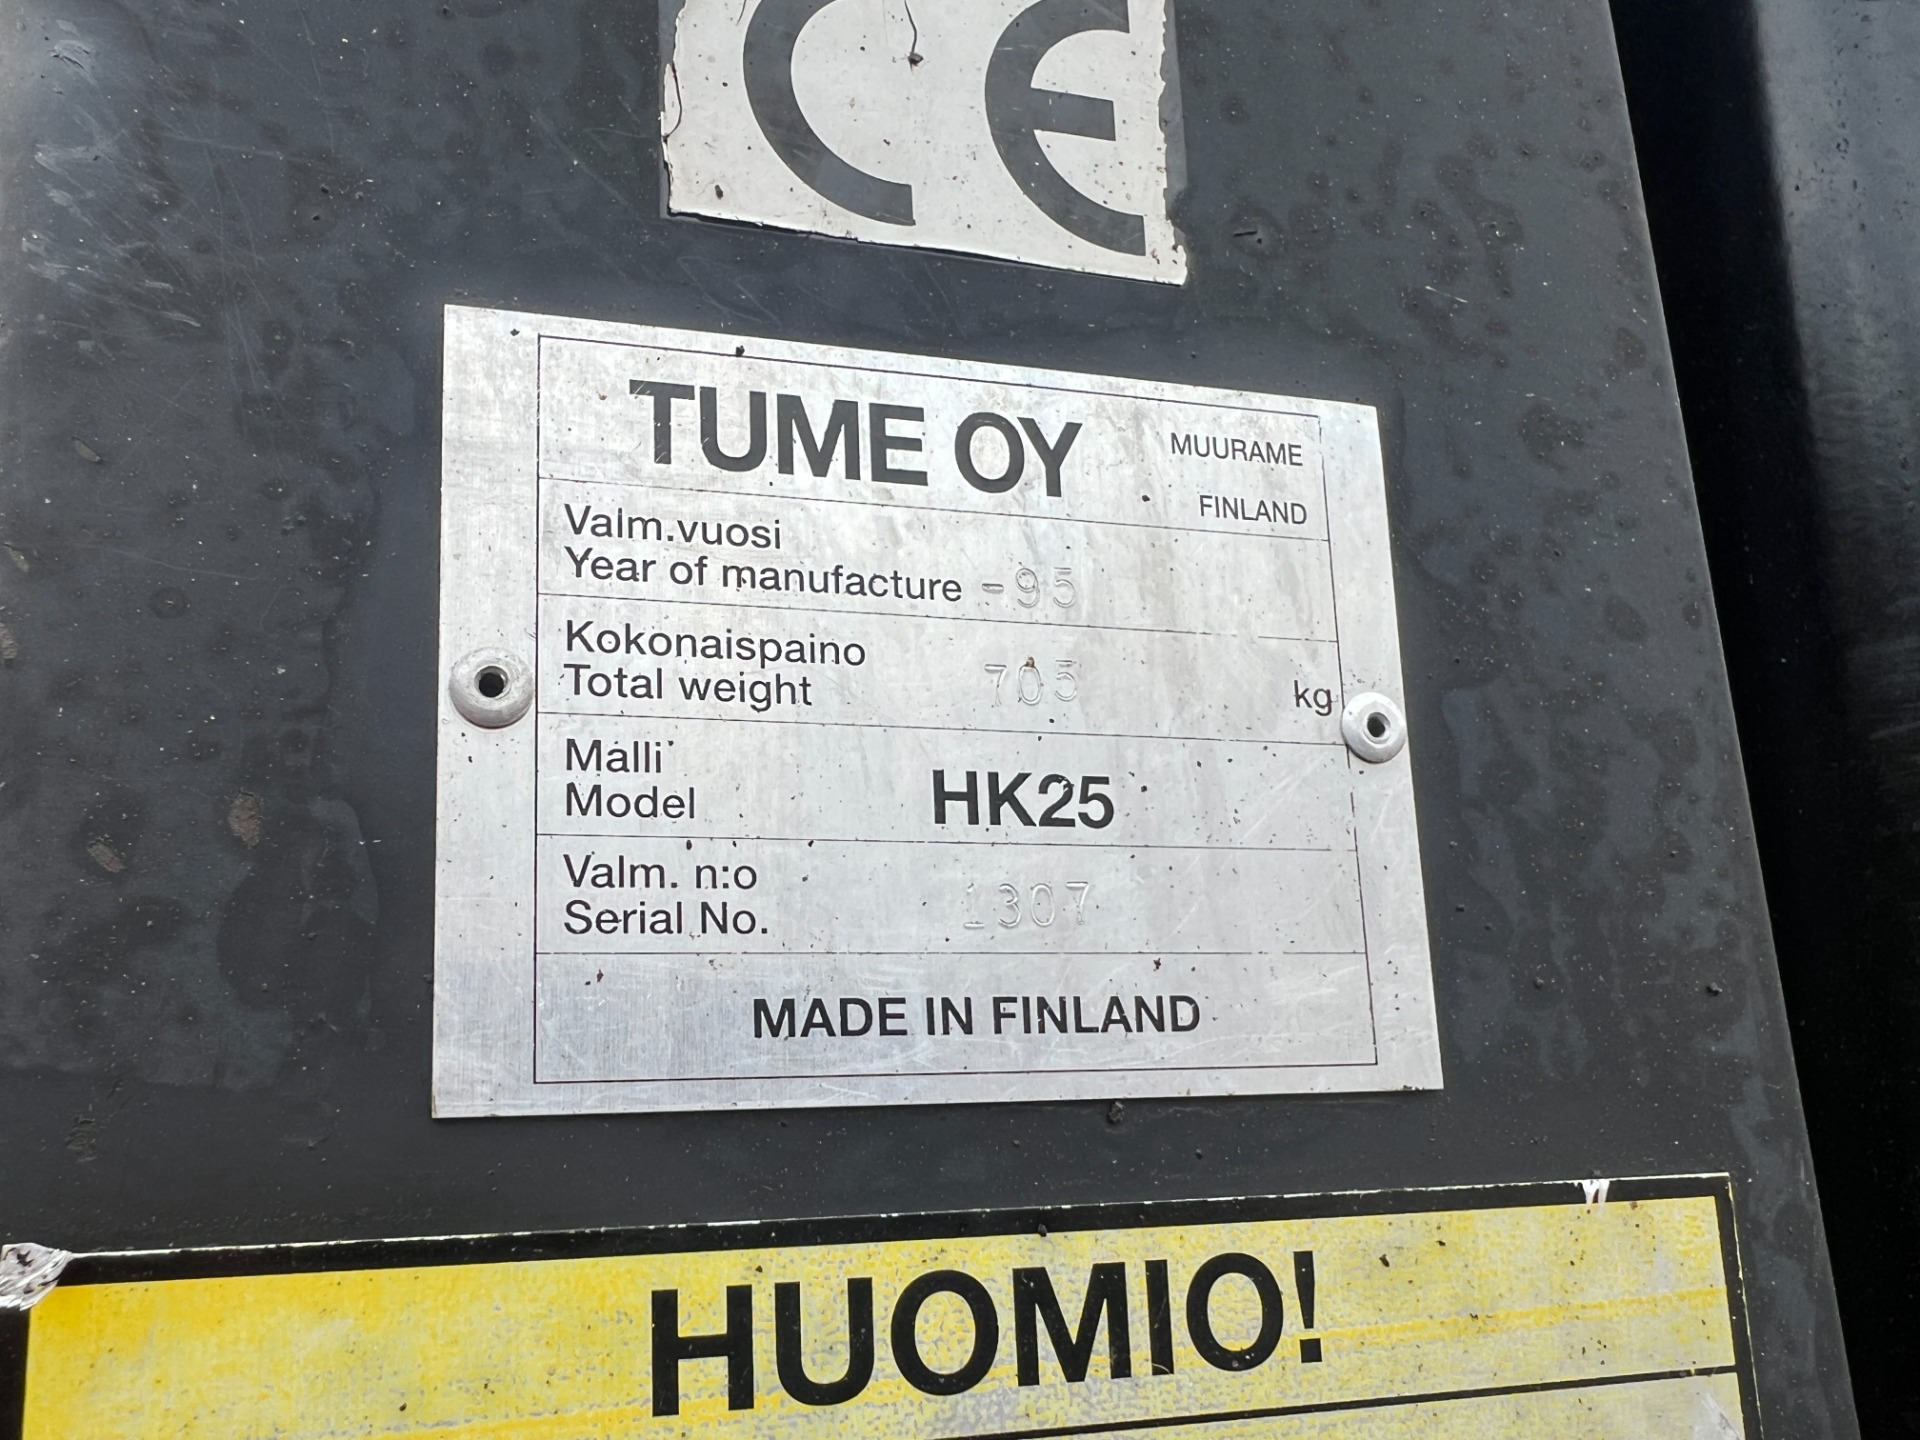 CE
TUME OY MUURAME
FINLAND
Valm.vuosi
Year of manufacture -95
Kokonaispaino
Total weight 705 kg
Malli
Model HK25
Valm. n:o
Serial No. 1307
MADE IN FINLAND
HUOMIO!